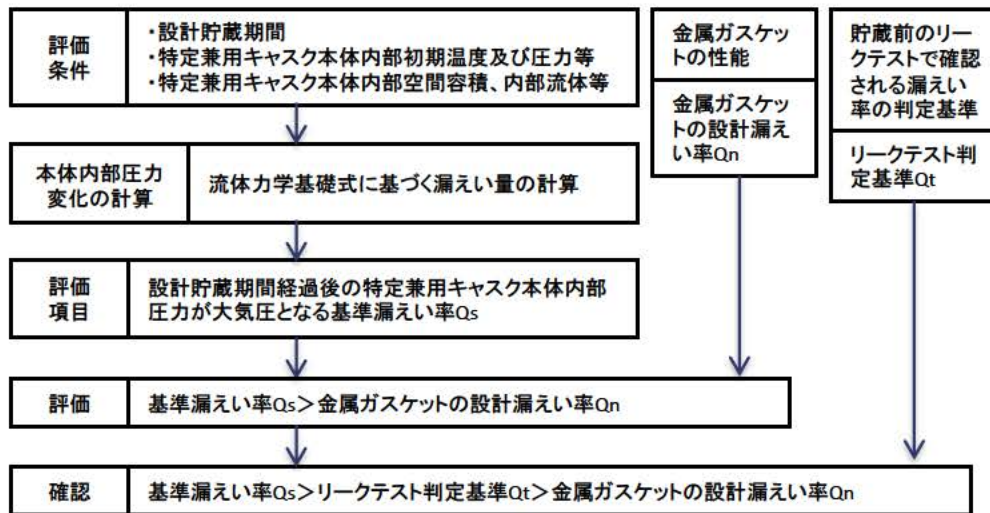 評価
条件
・設計貯蔵期間
・特定兼用キャスク本体内部初期温度及び圧力等
・特定兼用キャスク本体内部空間容積、内部流体等
金属ガスケッ
トの性能
金属ガスケッ
トの設計漏え
い率Qn
貯蔵前のリー
クテストで確認
される漏えい
率の判定基準
リークテスト判
定基準Qt
本体内部圧力
変化の計算
流体力学基礎式に基づく漏えい量の計算
評価
項目
設計貯蔵期間経過後の特定兼用キャスク本体内部
圧力が大気圧となる基準漏えい率Qs
評価
基準漏えい率Qs＞金属ガスケットの設計漏えい率Qn
確認
基準漏えい率Qs＞リークテスト判定基準Qt＞金属ガスケットの設計漏えい率Qn